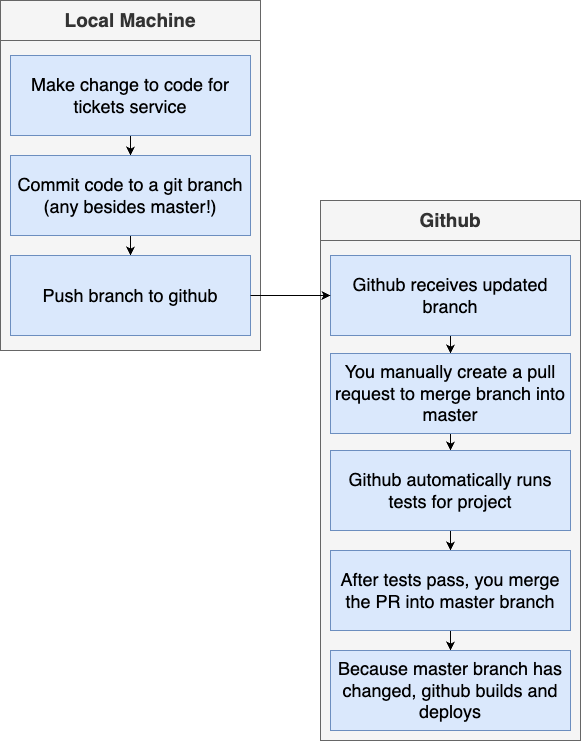 Local Machine
Make change to code for
tickets service
Commit code to a git branch
(any besides master!)
Push branch to github
Github
Github receives updated
branch
You manually create a pull
request to merge branch into
master
Github automatically runs
tests for project
After tests pass, you merge
the PR into master branch
Because master branch has
changed, github builds and
deploys